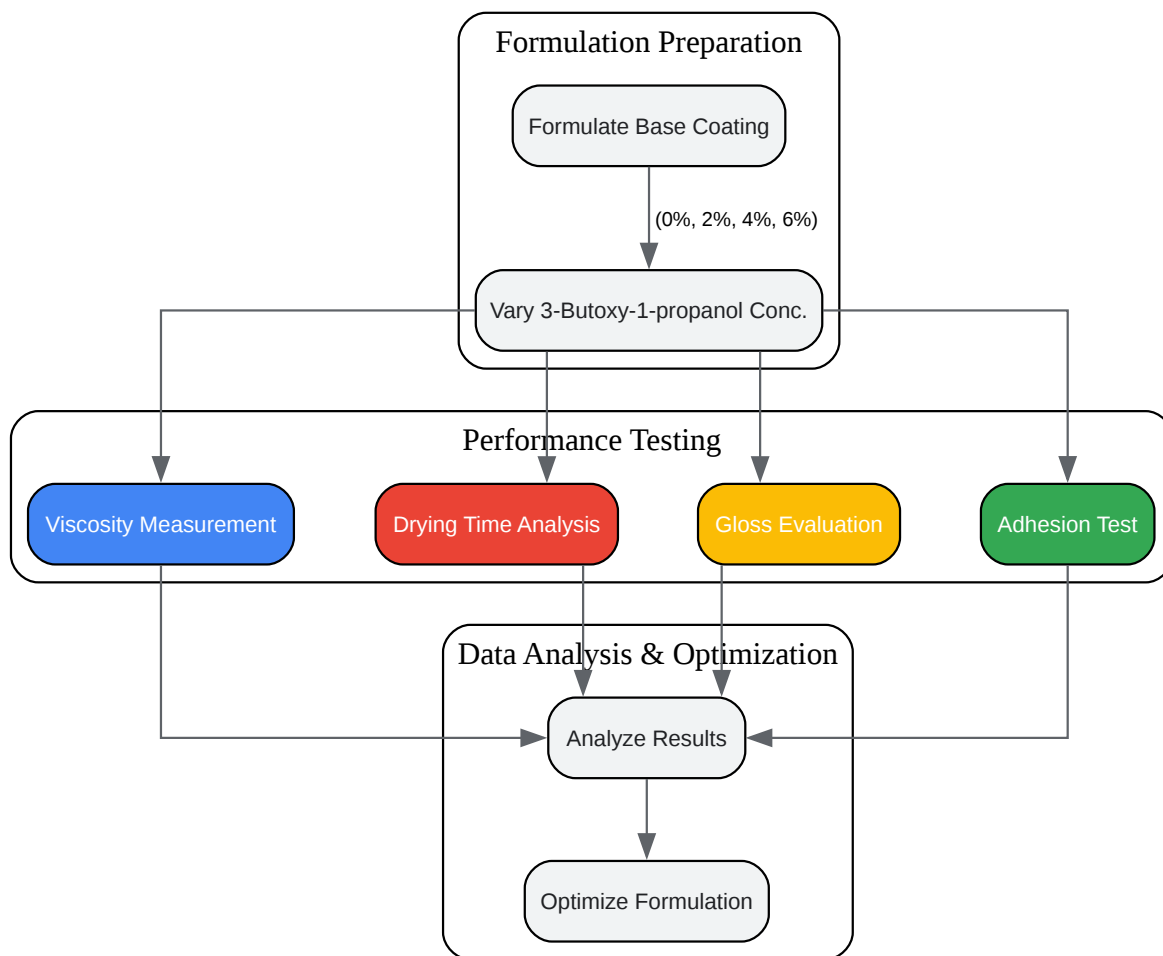 Formulation Preparation
Formulate Base Coating
(0%, 2%, 4%, 6%)
Vary 3-Butoxy-1-propanol Conc.
Performance Testing
Viscosity Measurement
Drying Time Analysis
Gloss Evaluation
Adhesion Test
Data Analysis & Optimization
Analyze Results
Optimize Formulation